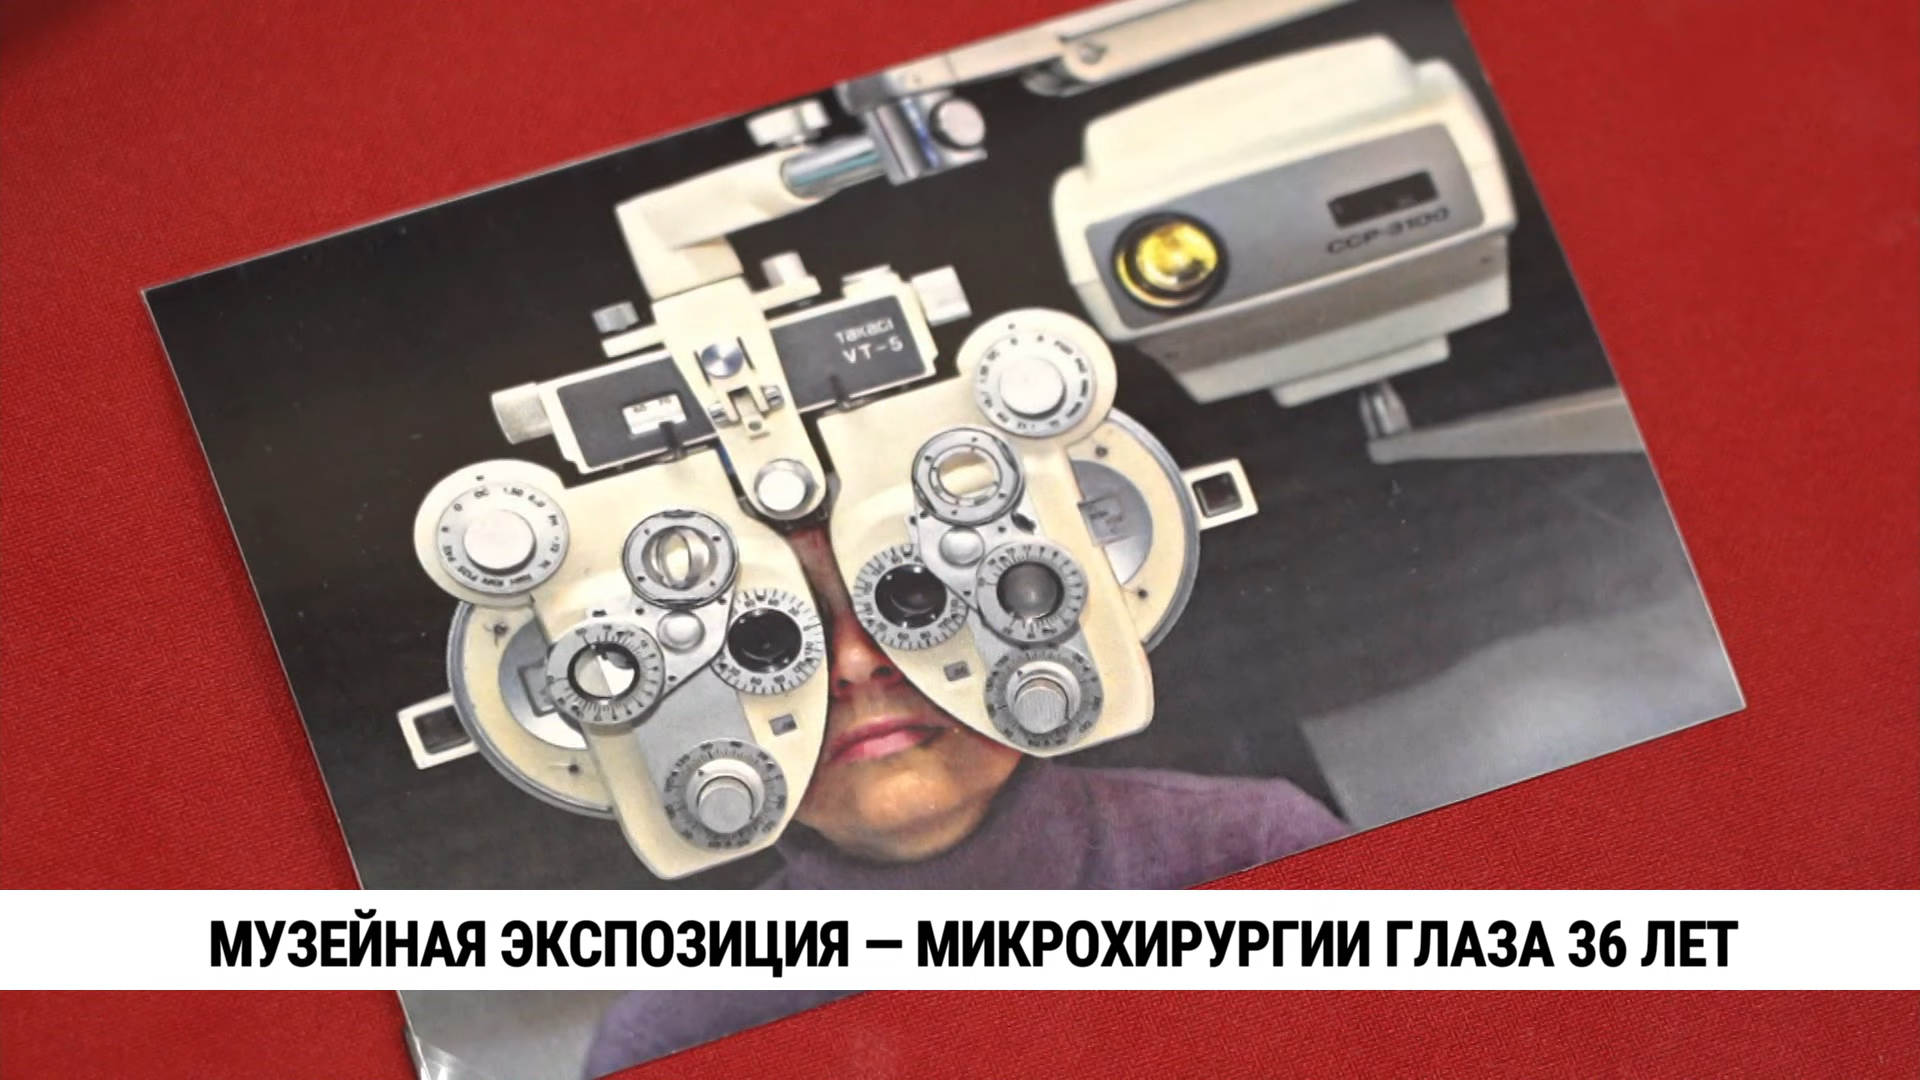 CCP-3100
Takagi
VT-5
МУЗЕЙНАЯ ЭКСПОЗИЦИЯ — МИКРОХИРУРГИИ ГЛАЗА 36 ЛЕТ